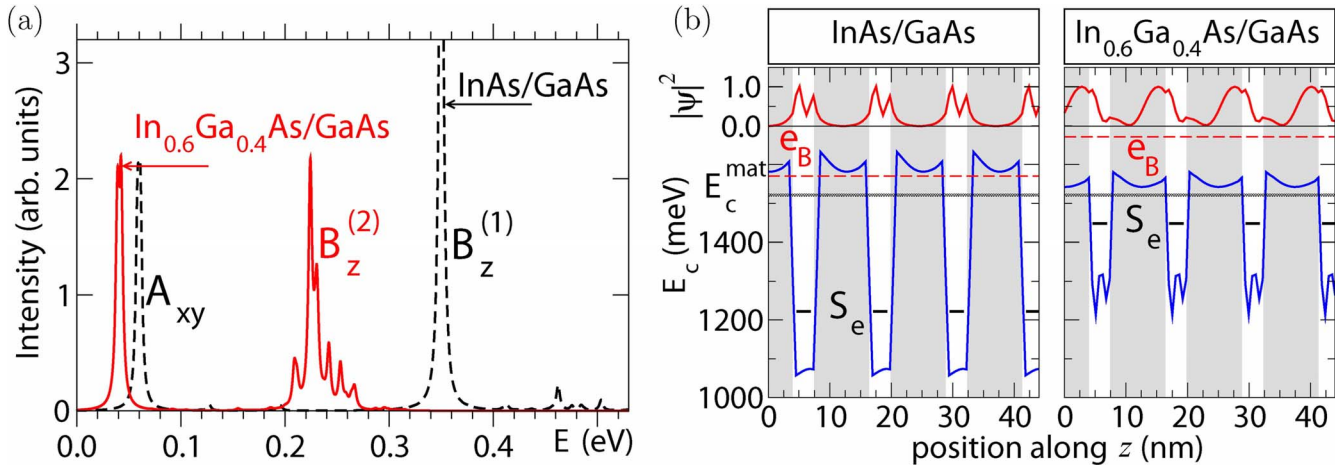 (a)
Intensity (arb. units)
3
2
1
0
0.0
0.1
0.2
0.3
0.4
E (eV)
In0.6Ga0.4As/GaAs
InAs/GaAs
Axy
Bz(2)
Bz(1)
(b)
InAs/GaAs
In0.6Ga0.4As/GaAs
|ψ|2
1.0
0.0
eB
eB
Ecmat
Ec (meV)
1400
1200
1000
Se
Se
0
10
20
30
40
0
10
20
30
40
position along z (nm)